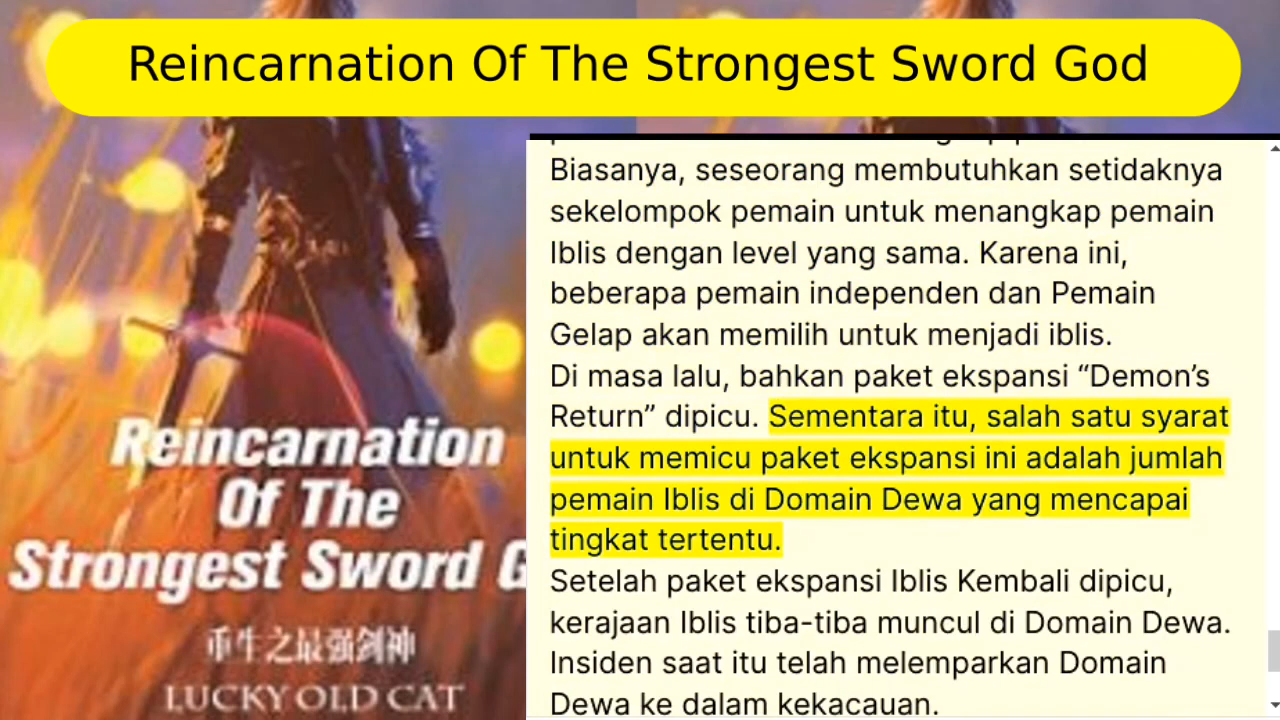 Reincarnation Of The Strongest Sword God
Biasanya, seseorang membutuhkan setidaknya
sekelompok pemain untuk menangkap pemain
Iblis dengan level yang sama. Karena ini,
beberapa pemain independen dan Pemain
Gelap akan memilih untuk menjadi iblis.
Di masa lalu, bahkan paket ekspansi “Demon’s
Return” dipicu. Sementara itu, salah satu syarat
untuk memicu paket ekspansi ini adalah jumlah
pemain Iblis di Domain Dewa yang mencapai
tingkat tertentu.
Setelah paket ekspansi Iblis Kembali dipicu,
kerajaan Iblis tiba-tiba muncul di Domain Dewa.
Insiden saat itu telah melemparkan Domain
Dewa ke dalam kekacauan.
Reincarnation
Of The
Strongest Sword G
重生之最强剑神
LUCKY OLD CAT